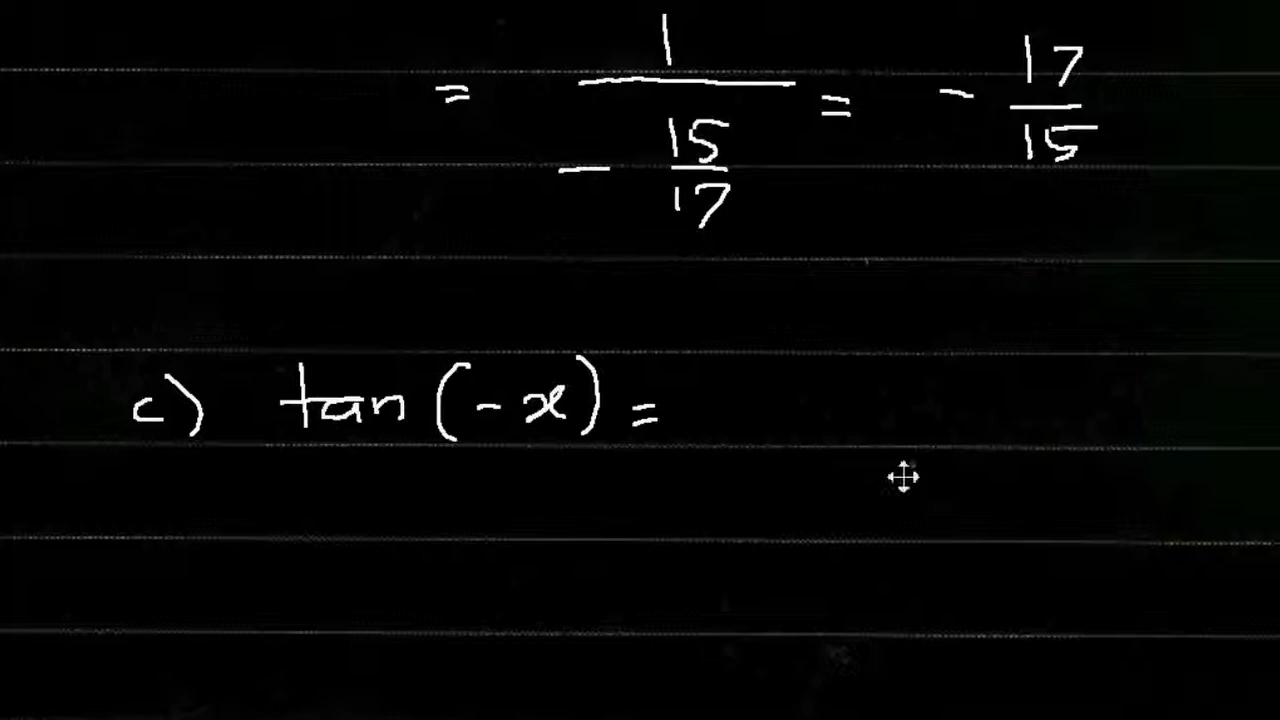 = 1 / (- 15/17) = - 17/15
c) tan (-x) =